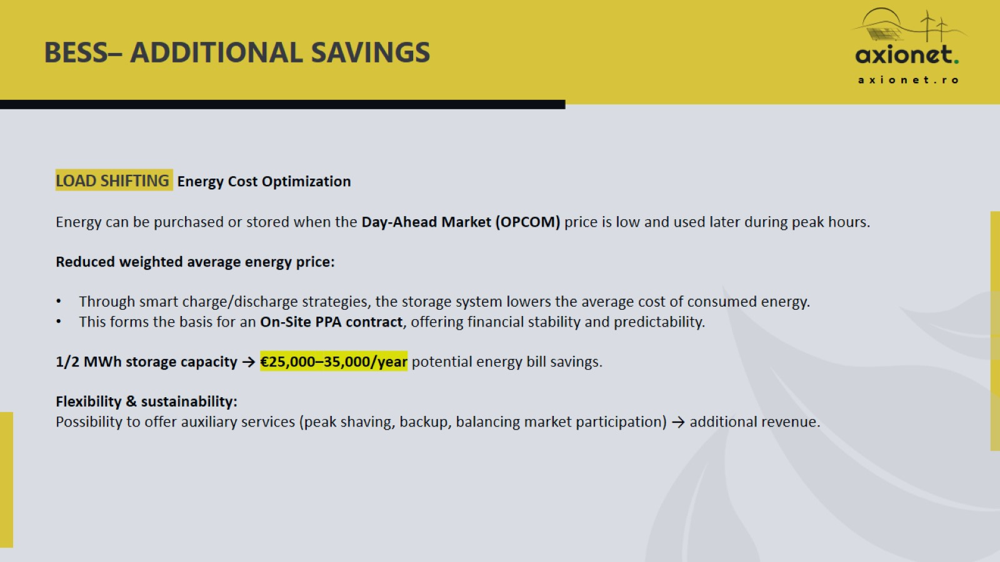 BESS– ADDITIONAL SAVINGS
axionet.
axionet.ro
LOAD SHIFTING Energy Cost Optimization
Energy can be purchased or stored when the Day-Ahead Market (OPCOM) price is low and used later during peak hours.
Reduced weighted average energy price:
• Through smart charge/discharge strategies, the storage system lowers the average cost of consumed energy.
• This forms the basis for an On-Site PPA contract, offering financial stability and predictability.
1/2 MWh storage capacity → €25,000–35,000/year potential energy bill savings.
Flexibility & sustainability:
Possibility to offer auxiliary services (peak shaving, backup, balancing market participation) → additional revenue.